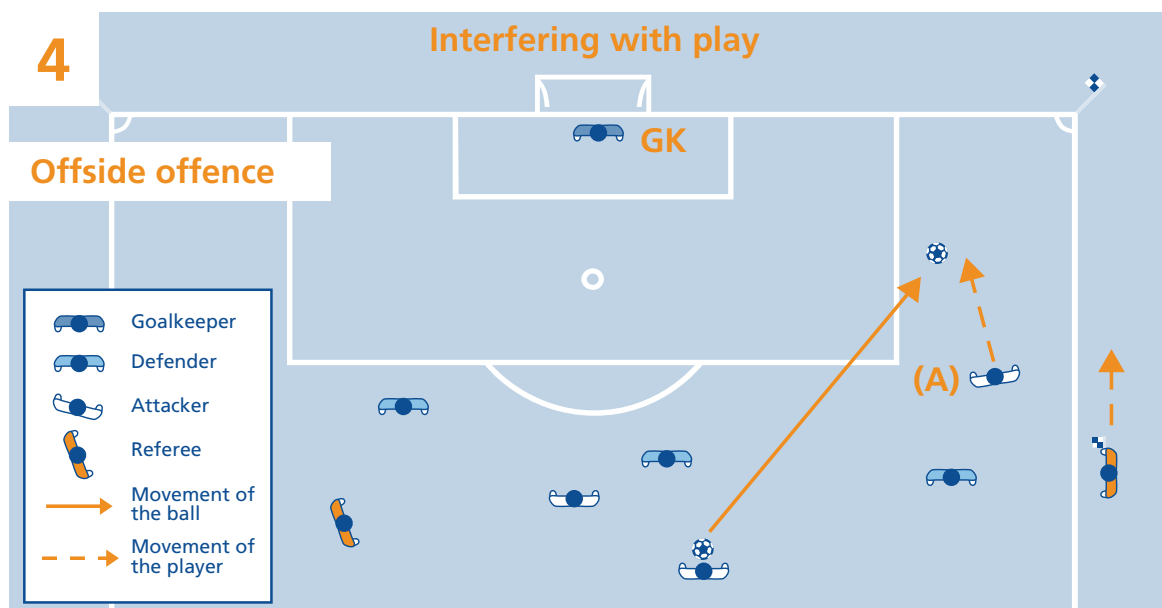 4
Interfering with play
GK
Offside offence
(A)
Goalkeeper
Defender
Attacker
Referee
Movement of
the ball
Movement of
the player